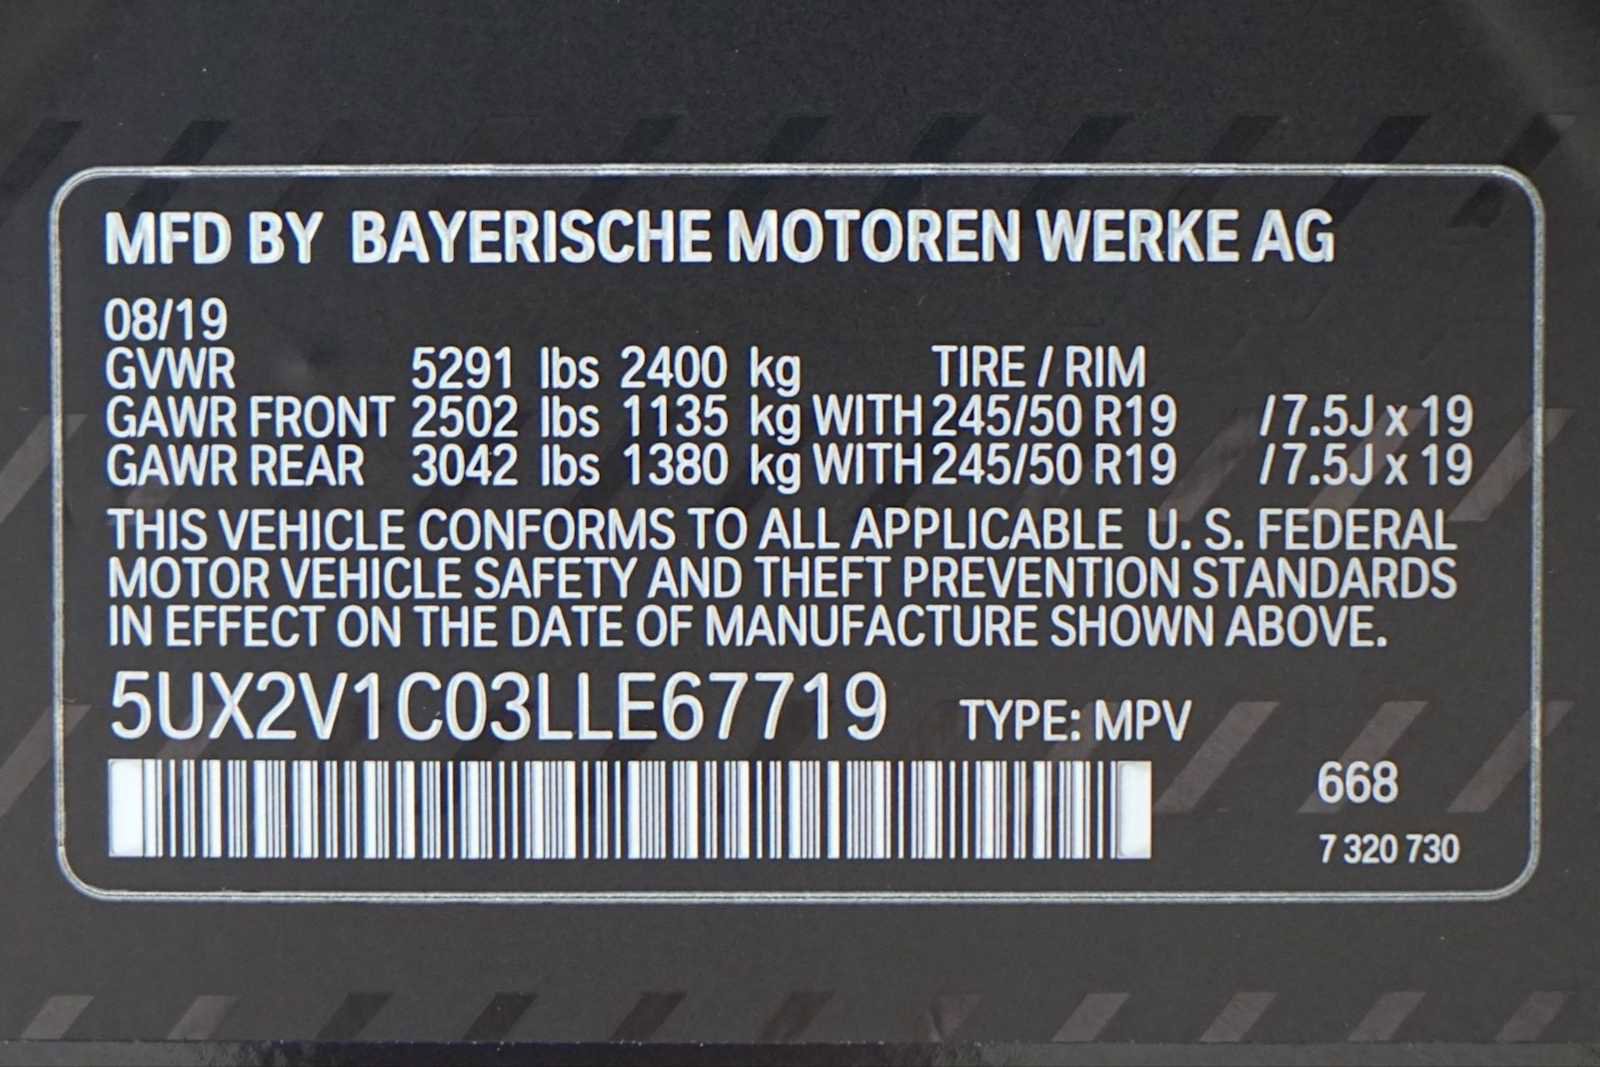 MFD BY BAYERISCHE MOTOREN WERKE AG
08/19
GVWR 5291 lbs 2400 kg TIRE / RIM
GAWR FRONT 2502 lbs 1135 kg WITH 245/50 R19 / 7.5J x 19
GAWR REAR 3042 lbs 1380 kg WITH 245/50 R19 / 7.5J x 19
THIS VEHICLE CONFORMS TO ALL APPLICABLE U. S. FEDERAL
MOTOR VEHICLE SAFETY AND THEFT PREVENTION STANDARDS
IN EFFECT ON THE DATE OF MANUFACTURE SHOWN ABOVE.
5UX2V1C03LLE67719 TYPE: MPV
668
7 320 730